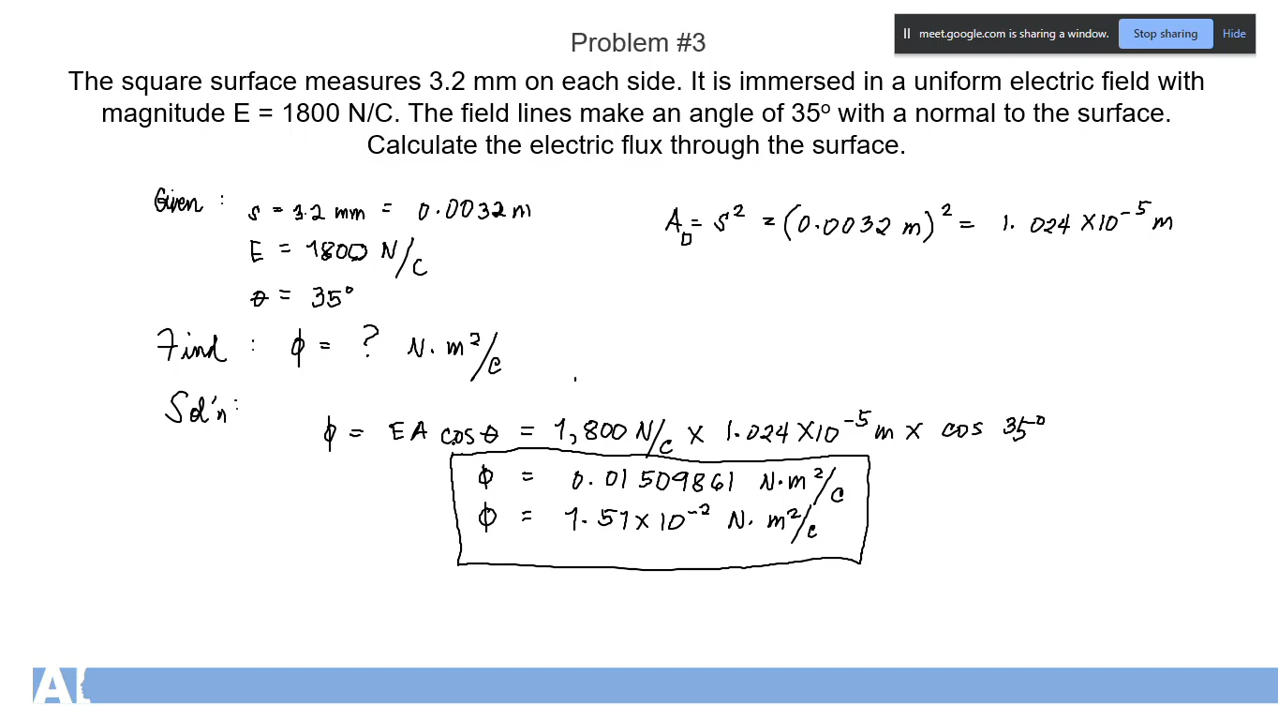 Problem #3
meet.google.com is sharing a window. Stop sharing Hide
The square surface measures 3.2 mm on each side. It is immersed in a uniform electric field with
magnitude E = 1800 N/C. The field lines make an angle of 35º with a normal to the surface.
Calculate the electric flux through the surface.
Given : s = 3.2 mm = 0.0032 m
A□ = s² = (0.0032 m)² = 1.024 X10⁻⁵ m
E = 1800 N/C
θ = 35°
Find : ϕ = ? N·m²/C
Sol'n :
ϕ = EA cosθ = 1,800 N/C x 1.024 X10⁻⁵ m x cos 35°
ϕ = 0.01509861 N·m²/C
ϕ = 1.51x10⁻² N·m²/C
A